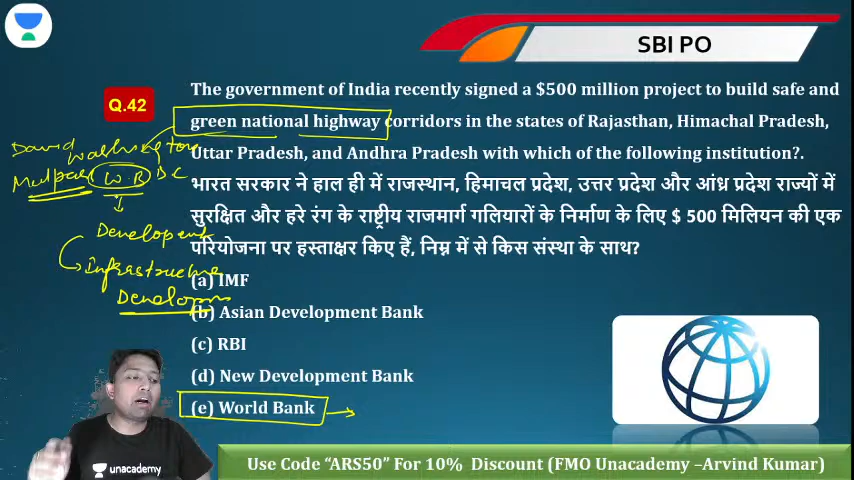 SBI PO
Q.42
The government of India recently signed a $500 million project to build safe and
green national highway corridors in the states of Rajasthan, Himachal Pradesh,
Uttar Pradesh, and Andhra Pradesh with which of the following institution?.
भारत सरकार ने हाल ही में राजस्थान, हिमाचल प्रदेश, उत्तर प्रदेश और आंध्र प्रदेश राज्यों में
सुरक्षित और हरे रंग के राष्ट्रीय राजमार्ग गलियारों के निर्माण के लिए $ 500 मिलियन की एक
परियोजना पर हस्ताक्षर किए हैं, निम्न में से किस संस्था के साथ?
(a) IMF
(b) Asian Development Bank
(c) RBI
(d) New Development Bank
(e) World Bank
David Washington
Malpass W.B DC
Development
Infrastructure
Developm
unacademy
Use Code “ARS50” For 10% Discount (FMO Unacademy –Arvind Kumar)